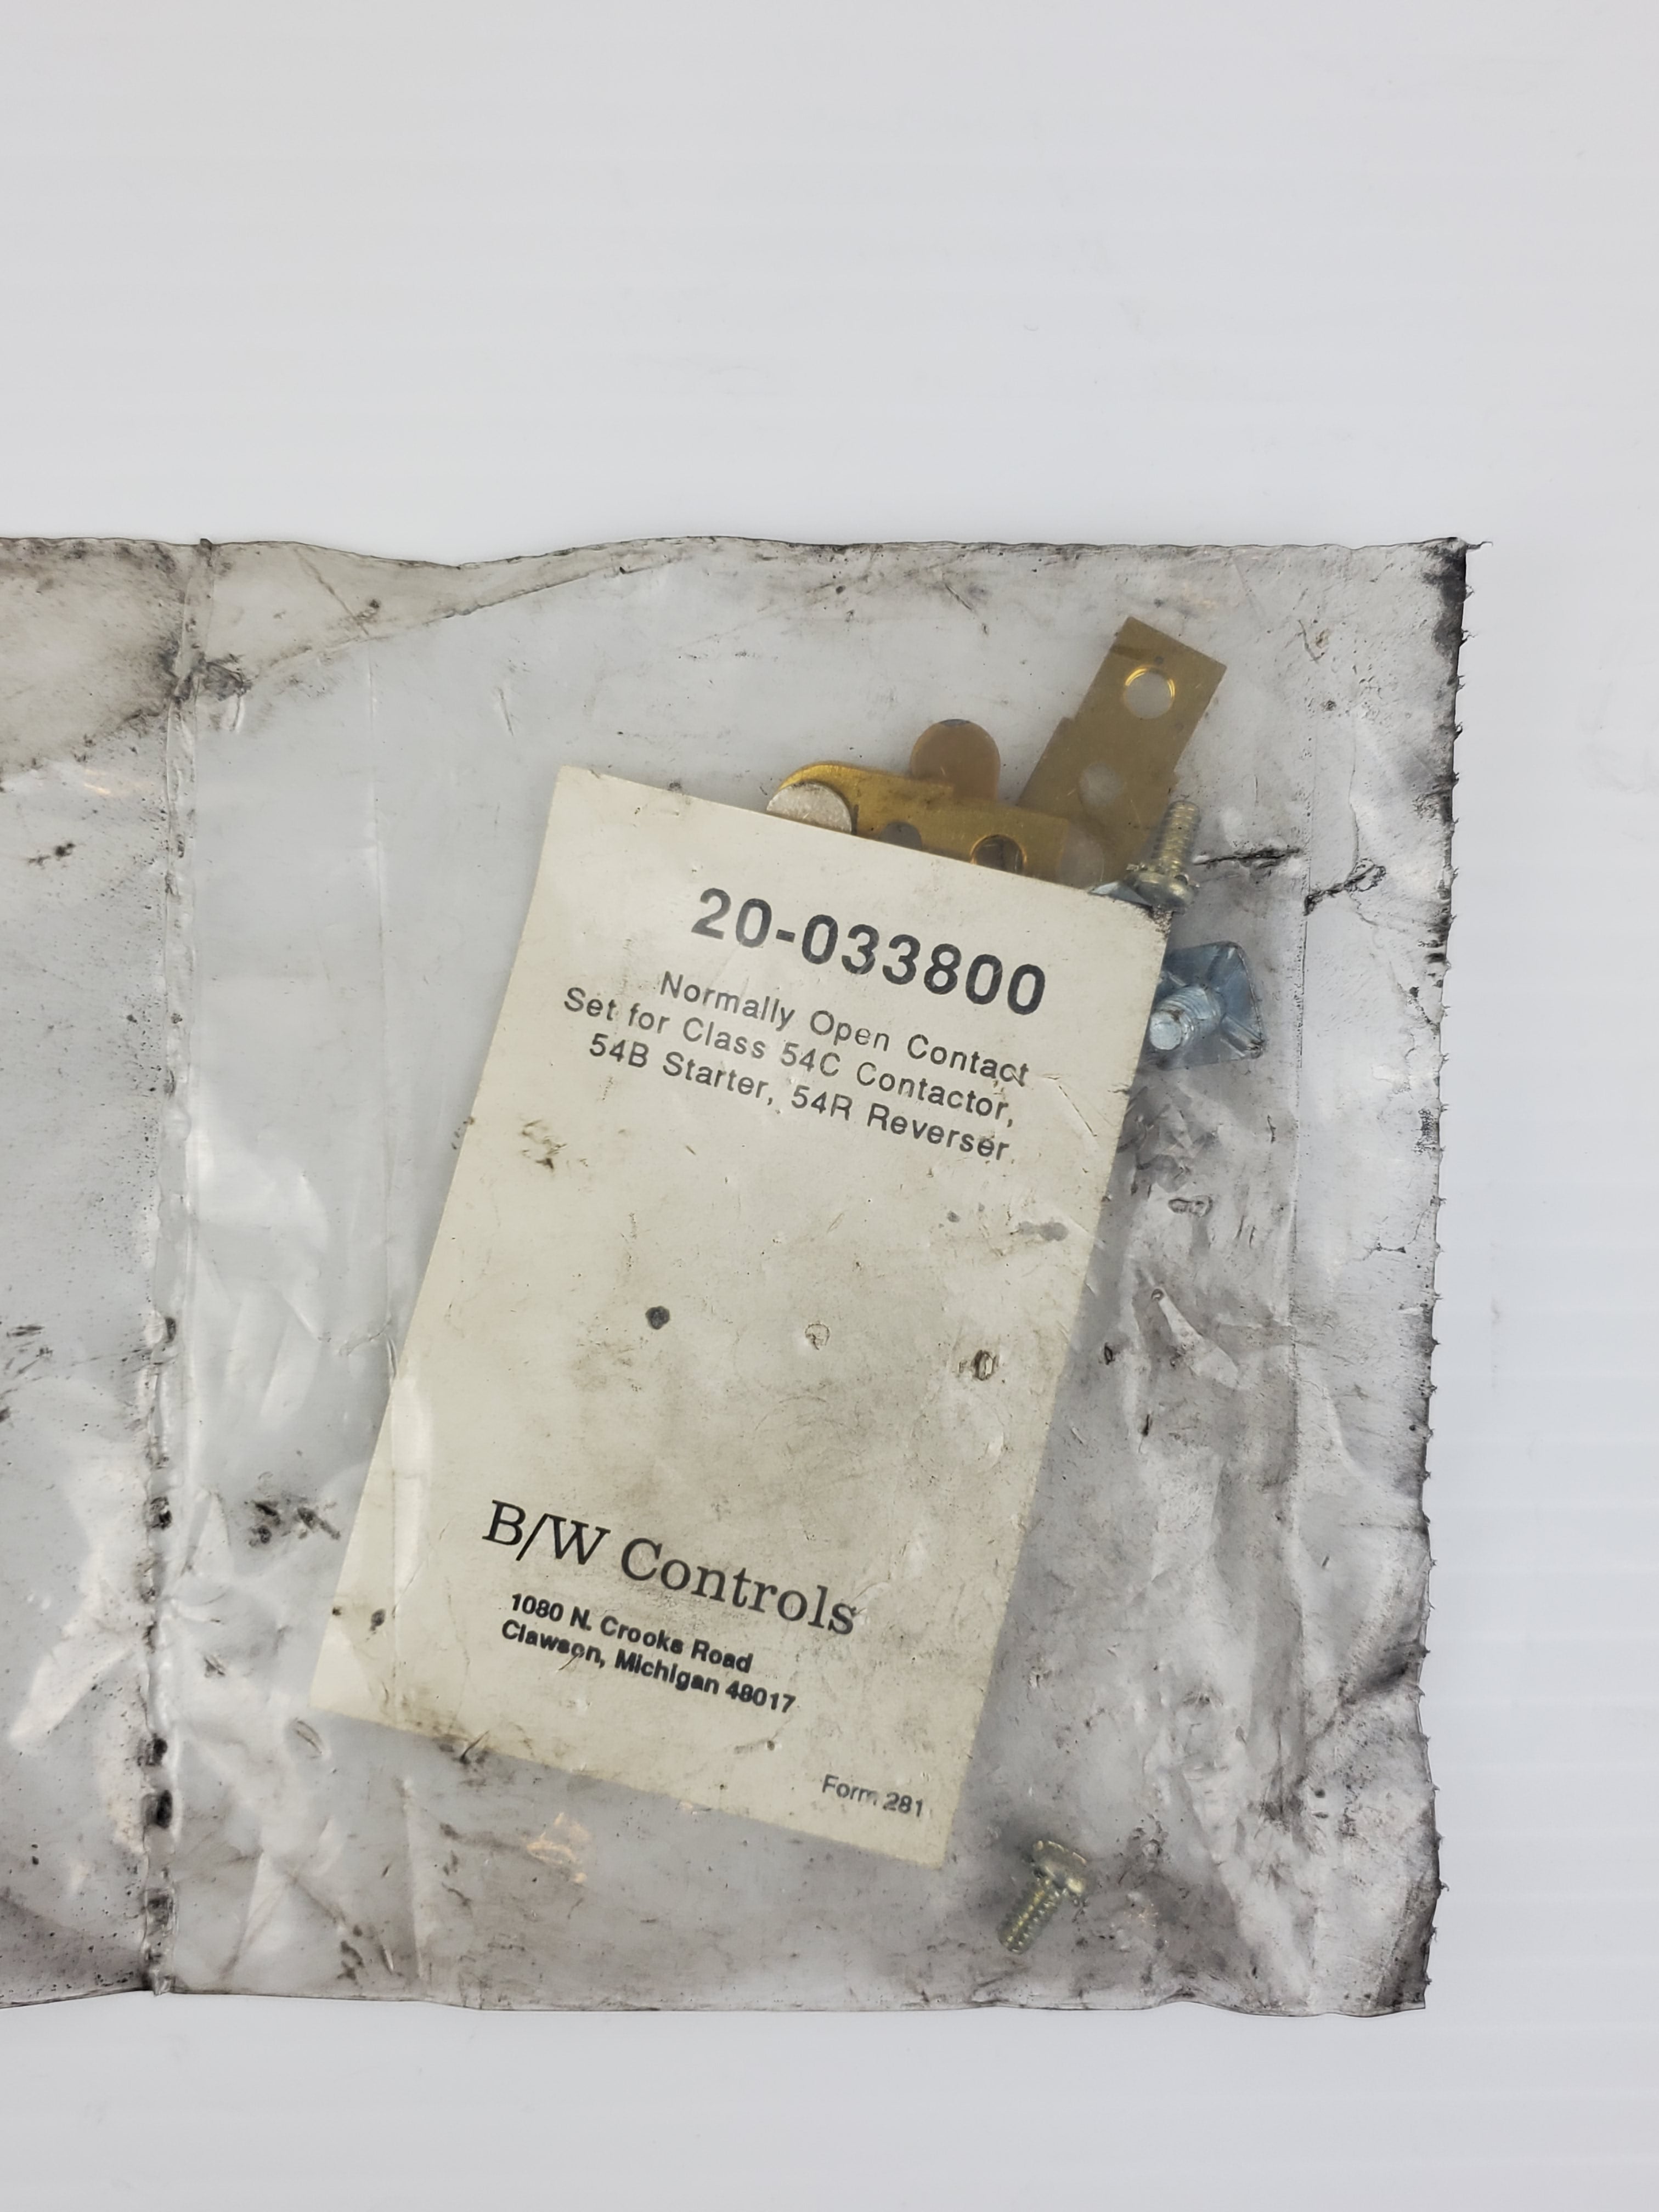 20-033800
Normally Open Contact
Set for Class 54C Contactor,
54B Starter, 54R Reverser
B/W Controls
1080 N. Crooks Road
Clawson, Michigan 48017
Form 281